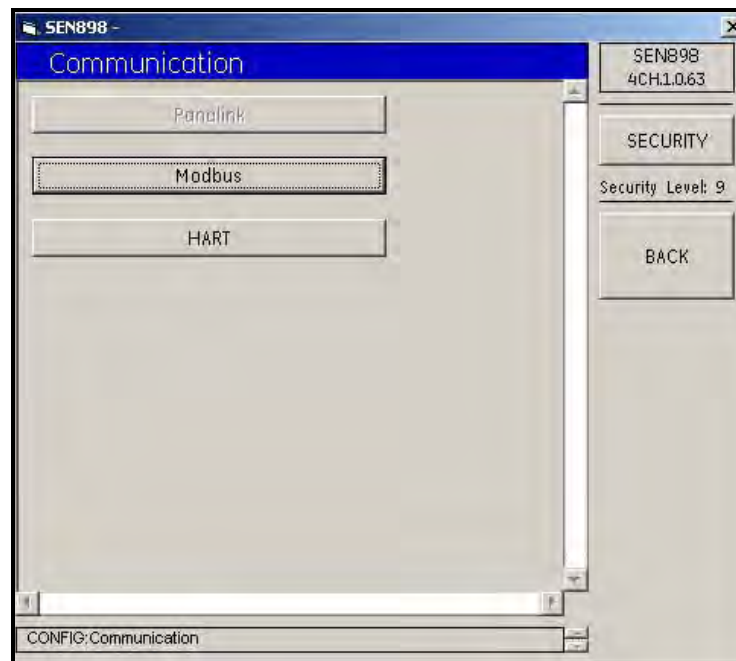 SEN898 -
Communication
Panalink
Modbus
HART
SEN898
4CH.1.0.63
SECURITY
Security Level: 9
BACK
CONFIG:Communication